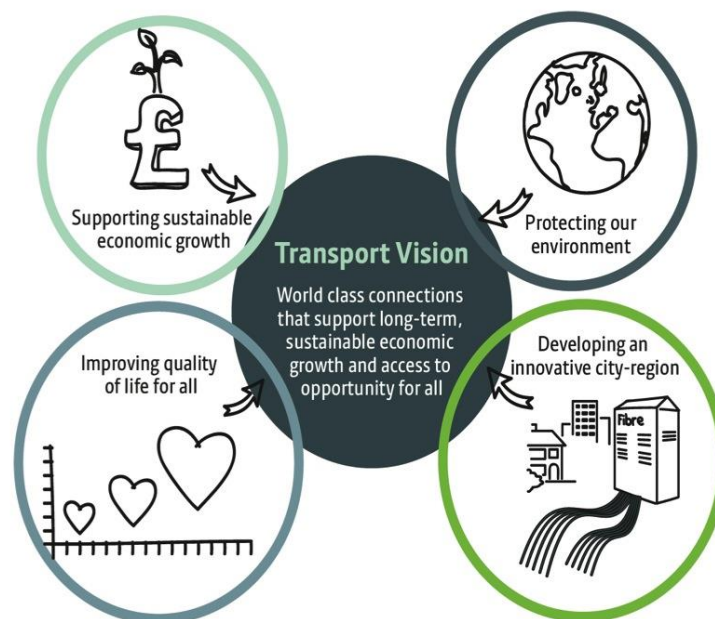 Supporting sustainable
economic growth
Protecting our
environment
Transport Vision
World class connections
that support long-term,
sustainable economic
growth and access to
opportunity for all
Improving quality
of life for all
Developing an
innovative city-region
Fibre